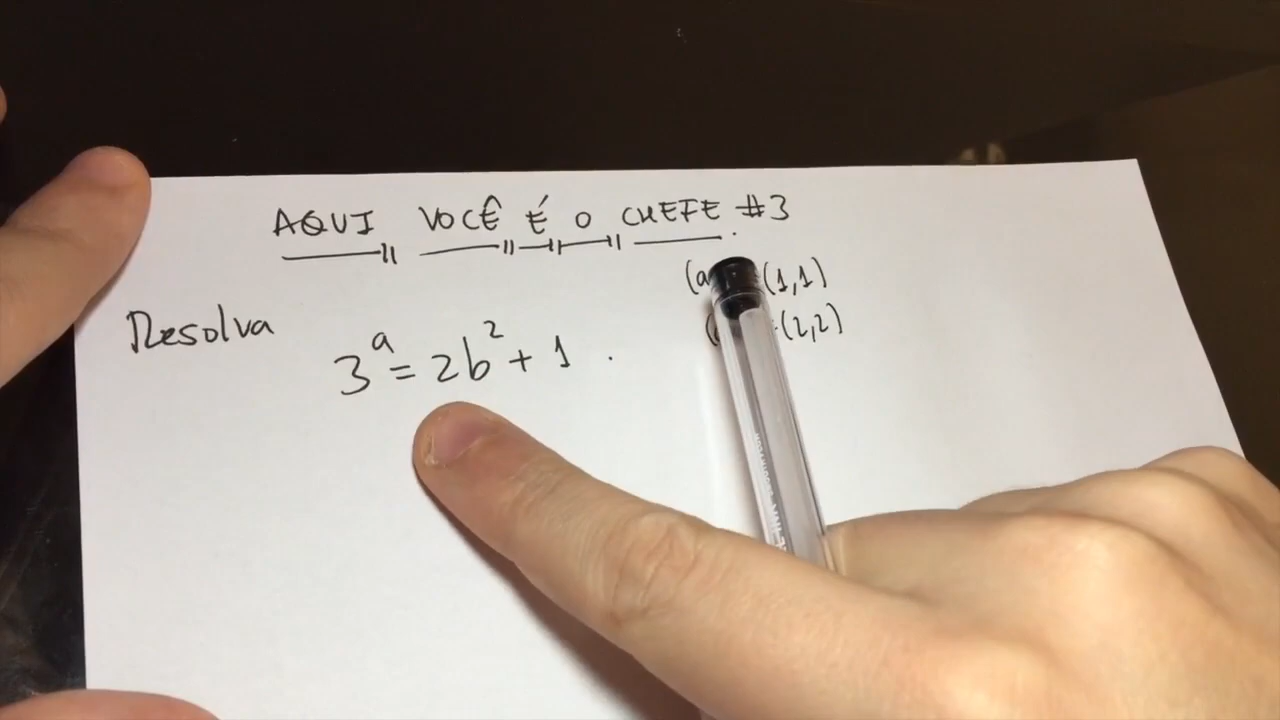 AQUI VOCÊ É O CHEFE #3
(a (1,1)
Resolva
(2,2)
3^a = 2b^2 + 1 .